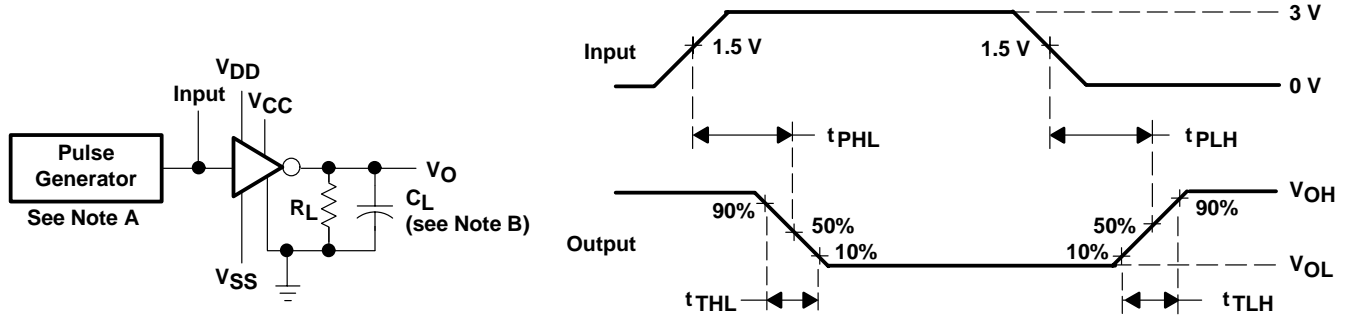 VDD
Input
VCC
Pulse
Generator
See Note A
VO
RL
CL
(see Note B)
VSS
Input
1.5 V
1.5 V
3 V
0 V
tPHL
tPLH
Output
90%
50%
10%
10%
50%
90%
VOH
VOL
tTHL
tTLH